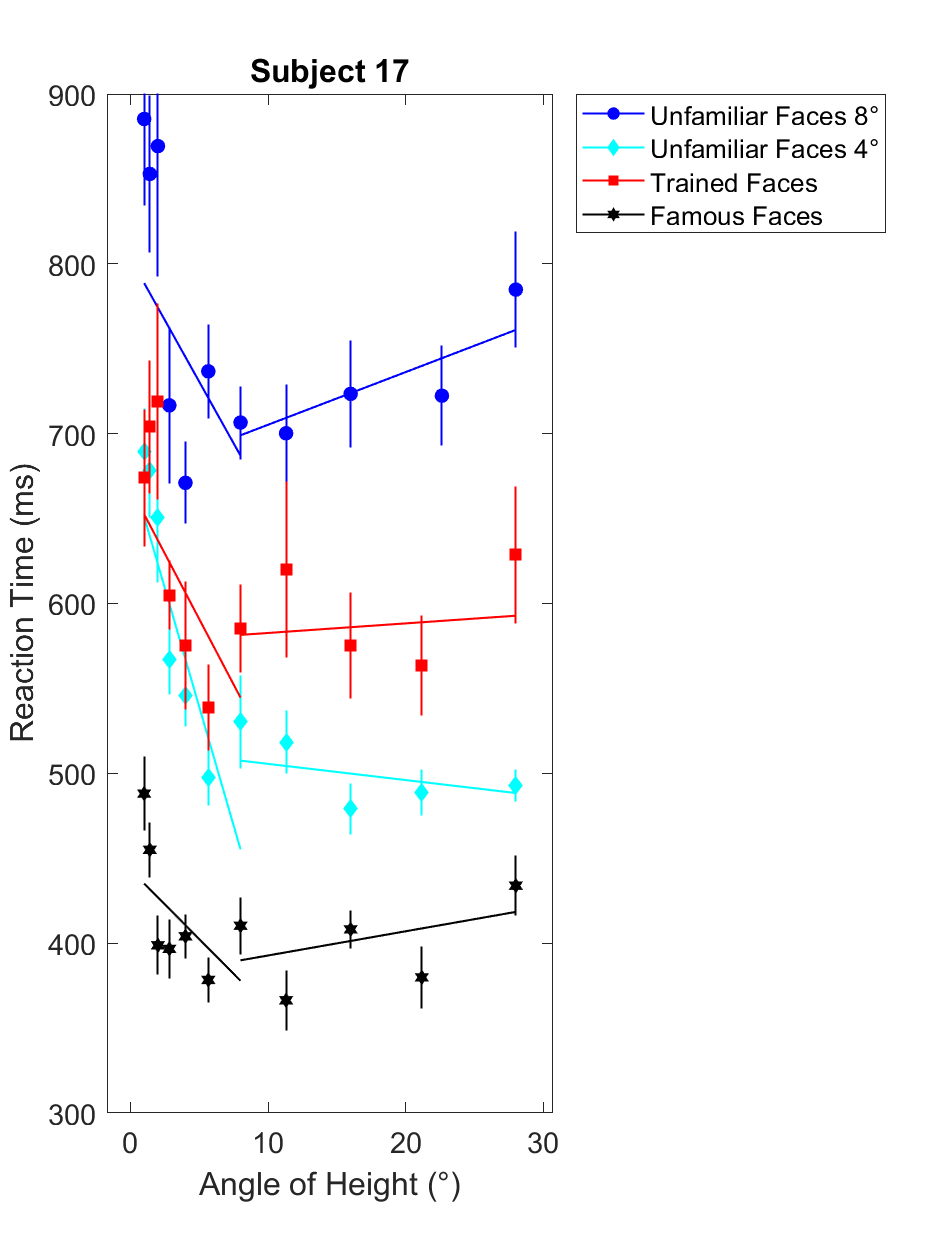 Subject 17
900
800
700
600
500
400
300
0 10 20 30
Reaction Time (ms)
Angle of Height (°)
Unfamiliar Faces 8°
Unfamiliar Faces 4°
Trained Faces
Famous Faces